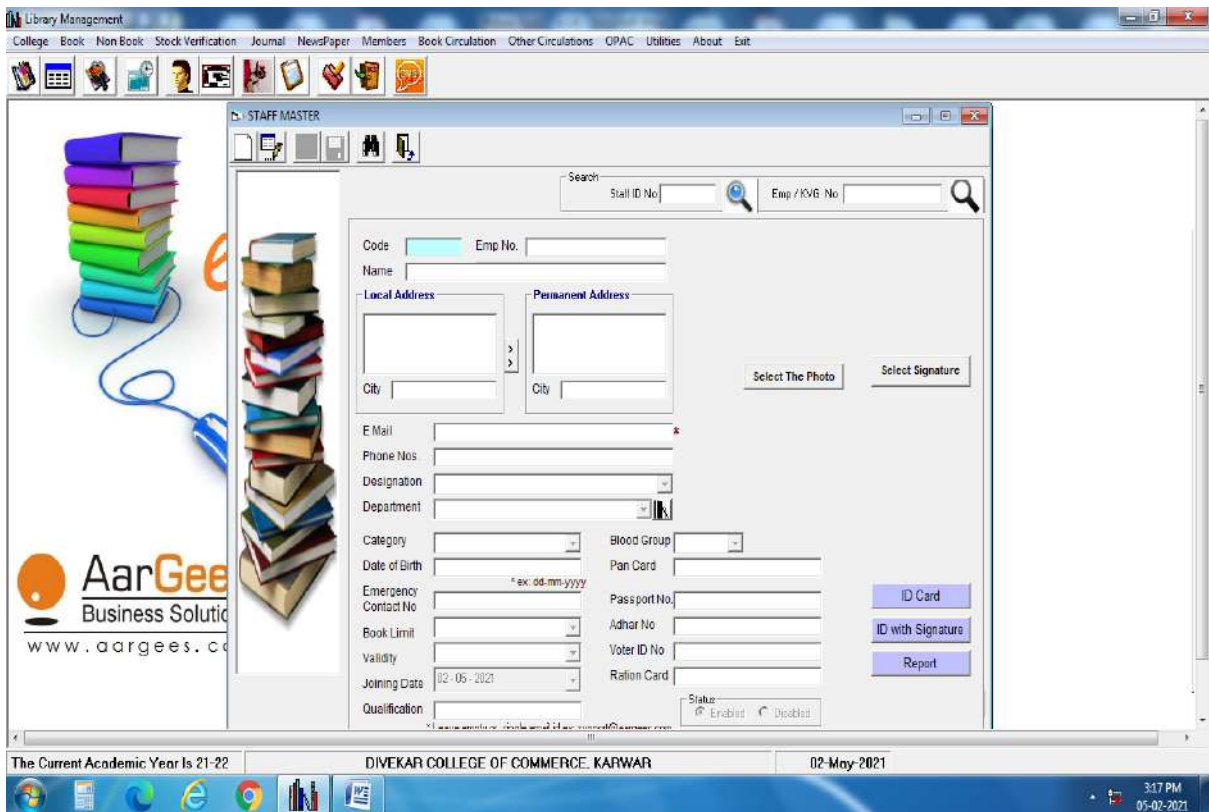 Library Management
College Book Non Book Stock Verification Journal NewsPaper Members Book Circulation Other Circulations OPAC Utilities About Exit
STAFF MASTER
Search
Staff ID No
Emp / KVG No
Code
Emp No.
Name
Local Address
Permanent Address
City
City
Select The Photo
Select Signature
E Mail *
Phone Nos.
Designation
Department
Category
Blood Group
Date of Birth
Pan Card
* ex: dd-mm-yyyy
Emergency Contact No
Passport No.
ID Card
Book Limit
Adhar No
ID with Signature
Validity
Voter ID No
Report
Joining Date 02 - 05 - 2021
Ration Card
Qualification
Status
Enabled Disabled
AarGee
Business Solutio
www.aargees.co
The Current Academic Year Is 21-22
DIVEKAR COLLEGE OF COMMERCE, KARWAR
02-May-2021
3:17 PM
05-02-2021